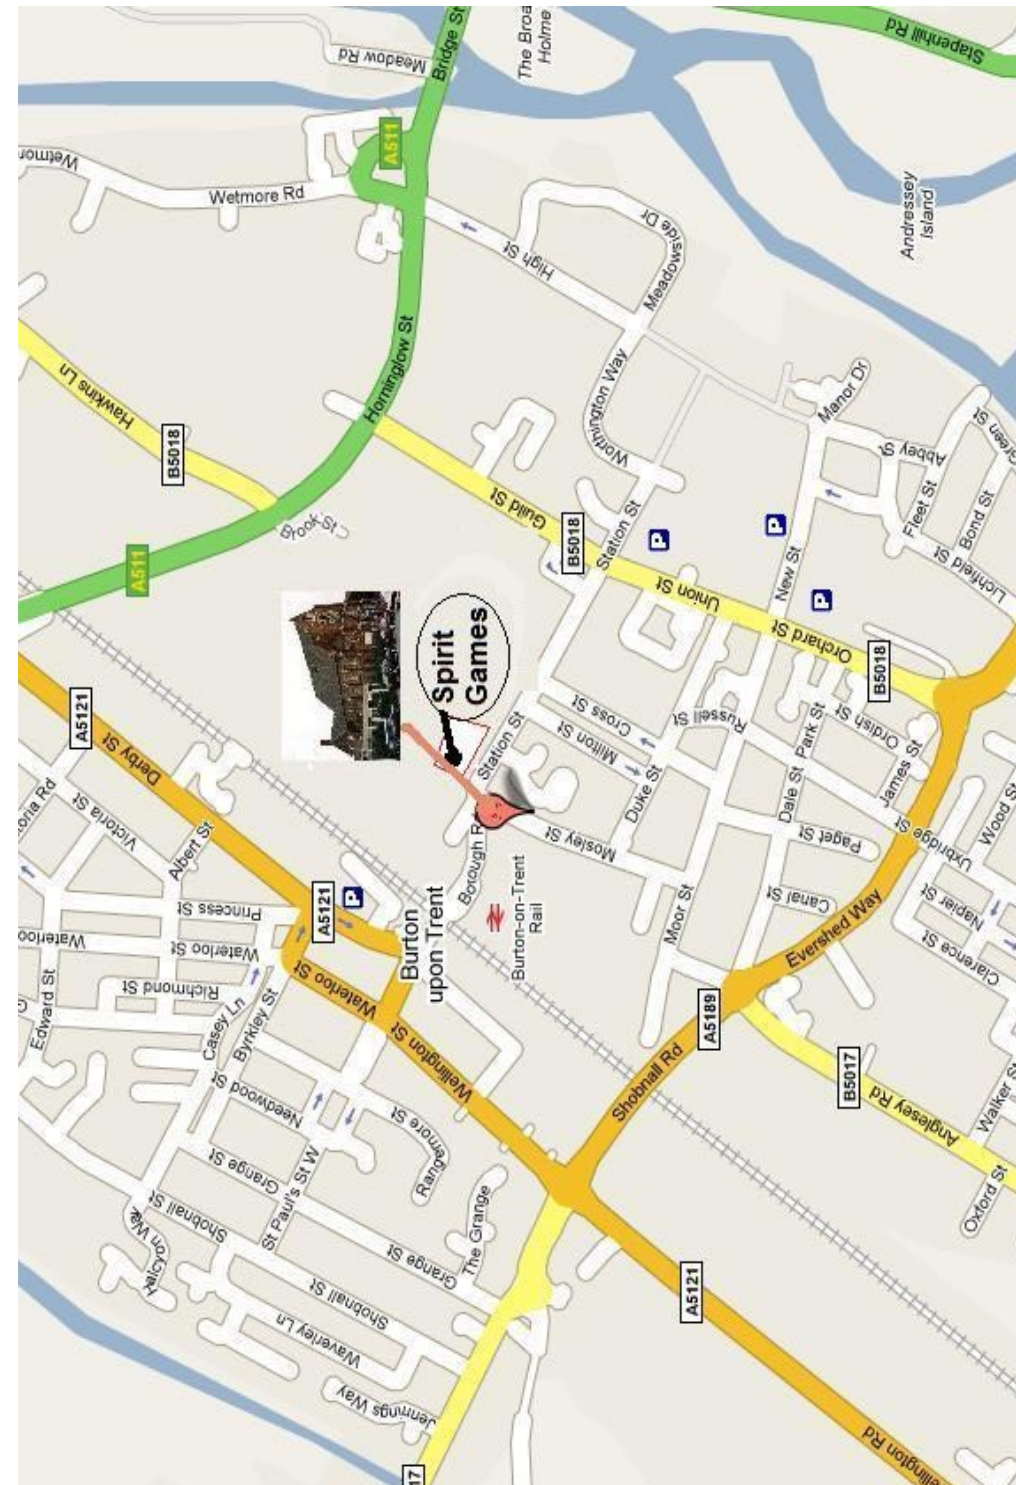 Bridge St
Meadow Rd
The Broa
Holme
Stapenhill Rd
A511
Wetmor
Wetmore Rd
High St
Meadowside Dr
Andressey
Island
Hawkins Ln
B5018
Horninglow St
Worthington Way
Manor Dr
Green St
Abbey S
Guild St
Station St
B5018
P
P
New St
Fleet St
Bond St
Lichfield St
Brook St
A511
Union St
P
Orchard St
B5018
Spirit
Games
Station St
Cross St
Milton St
Russell St
Park St
Ordish St
James St
A5121
Derby St
Duke St
Dale St
Paget St
Uxbridge St
Wood St
Mosley St
Borough R
Victoria St
oria Rd
Albert St
Princess St
A5121
P
Burton
upon Trent
Burton-on-Trent
Rail
Moor St
Canal St
Evershed Way
Napier St
Clarence St
Waterloo
Waterloo St
Waterloo St
Richmond St
Edward St
Casey Ln
Byrkley St
Wellington St
A5189
Shobnall Rd
B5017
Anglesey Rd
Walker S
Oxford St
Needwood St
Rangemore St
Grange St
St Paul's St W
Shobnall St
Halcyon Way
The Grange
Grange St
Shobnall St
Waverley Ln
Jennings Way
A5121
17
ellington Rd